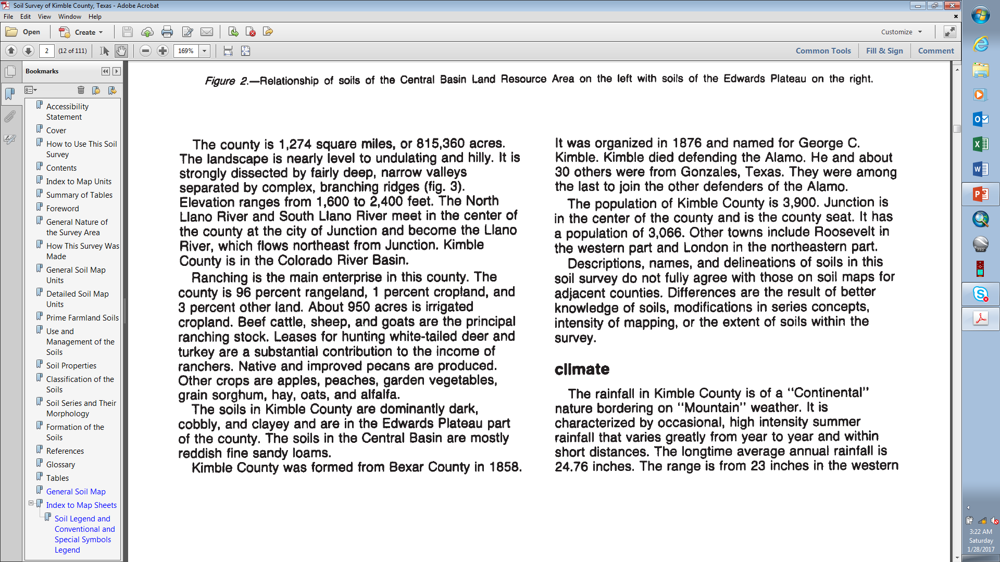 Soil Survey of Kimble County, Texas - Adobe Acrobat
File Edit View Window Help
Open Create Customize
2 (12 of 111) 169% Common Tools Fill & Sign Comment
Bookmarks
Accessibility
Statement
Cover
How to Use This Soil
Survey
Contents
Index to Map Units
Summary of Tables
Foreword
General Nature of
the Survey Area
How This Survey Was
Made
General Soil Map
Units
Detailed Soil Map
Units
Prime Farmland Soils
Use and
Management of the
Soils
Soil Properties
Classification of the
Soils
Soil Series and Their
Morphology
Formation of the
Soils
References
Glossary
Tables
General Soil Map
Index to Map Sheets
Soil Legend and
Conventional and
Special Symbols
Legend
Figure 2.—Relationship of soils of the Central Basin Land Resource Area on the left with soils of the Edwards Plateau on the right.
The county is 1,274 square miles, or 815,360 acres.
The landscape is nearly level to undulating and hilly. It is
strongly dissected by fairly deep, narrow valleys
separated by complex, branching ridges (fig. 3).
Elevation ranges from 1,600 to 2,400 feet. The North
Llano River and South Llano River meet in the center of
the county at the city of Junction and become the Llano
River, which flows northeast from Junction. Kimble
County is in the Colorado River Basin.
Ranching is the main enterprise in this county. The
county is 96 percent rangeland, 1 percent cropland, and
3 percent other land. About 950 acres is irrigated
cropland. Beef cattle, sheep, and goats are the principal
ranching stock. Leases for hunting white-tailed deer and
turkey are a substantial contribution to the income of
ranchers. Native and improved pecans are produced.
Other crops are apples, peaches, garden vegetables,
grain sorghum, hay, oats, and alfalfa.
The soils in Kimble County are dominantly dark,
cobbly, and clayey and are in the Edwards Plateau part
of the county. The soils in the Central Basin are mostly
reddish fine sandy loams.
Kimble County was formed from Bexar County in 1858.
It was organized in 1876 and named for George C.
Kimble. Kimble died defending the Alamo. He and about
30 others were from Gonzales, Texas. They were among
the last to join the other defenders of the Alamo.
The population of Kimble County is 3,900. Junction is
in the center of the county and is the county seat. It has
a population of 3,066. Other towns include Roosevelt in
the western part and London in the northeastern part.
Descriptions, names, and delineations of soils in this
soil survey do not fully agree with those on soil maps for
adjacent counties. Differences are the result of better
knowledge of soils, modifications in series concepts,
intensity of mapping, or the extent of soils within the
survey.
climate
The rainfall in Kimble County is of a "Continental"
nature bordering on "Mountain" weather. It is
characterized by occasional, high intensity summer
rainfall that varies greatly from year to year and within
short distances. The longtime average annual rainfall is
24.76 inches. The range is from 23 inches in the western
PRO
3:22 AM
Saturday
1/28/2017